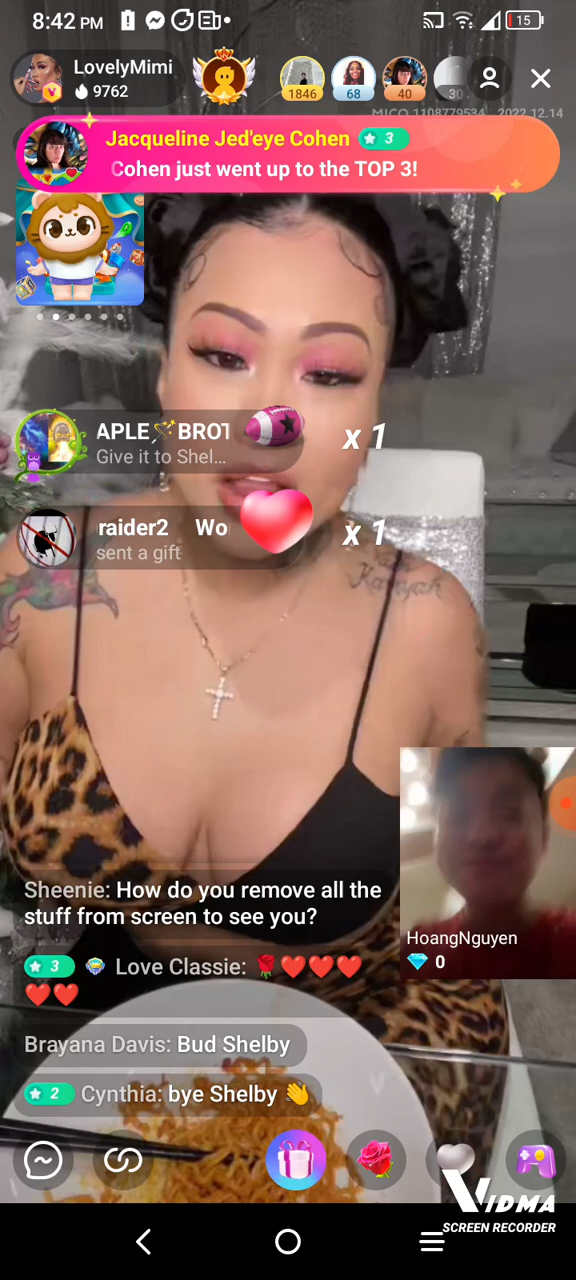 8:42 PM
15
LovelyMimi
9762
1846
68
40
30
MICO 1108779534 2022.12.14
Jacqueline Jed'eye Cohen
3
Cohen just went up to the TOP 3!
APLE🪄BROT
Give it to Shel...
x 1
raider2 Wo
sent a gift
x 1
Kaniyah
Sheenie: How do you remove all the
stuff from screen to see you?
3 Love Classie: 🌹❤️❤️❤️
❤️❤️
HoangNguyen
0
Brayana Davis: Bud Shelby
2 Cynthia: bye Shelby 👋
VIDMA
SCREEN RECORDER